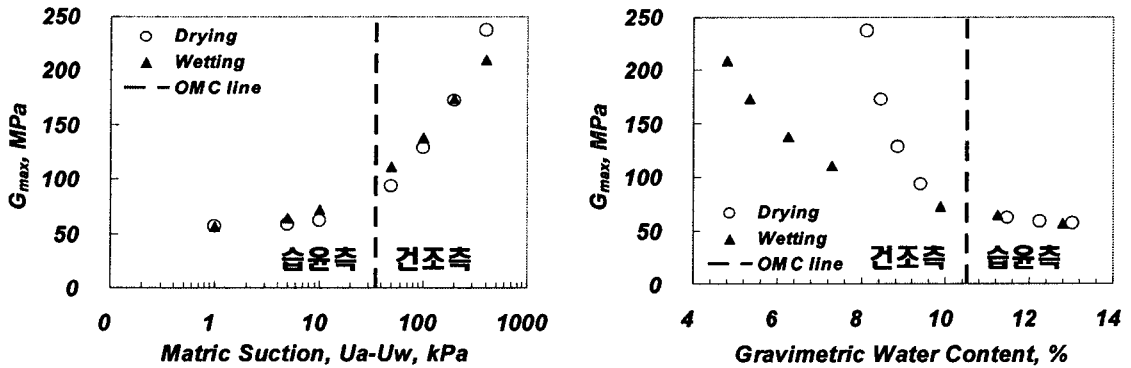 250
200
150
100
50
0
G_max, MPa
Drying
Wetting
OMC line
습윤측 건조측
0 1 10 100 1000
Matric Suction, Ua-Uw, kPa
250
200
150
100
50
0
G_max, MPa
Drying
Wetting
OMC line
건조측 습윤측
4 6 8 10 12 14
Gravimetric Water Content, %